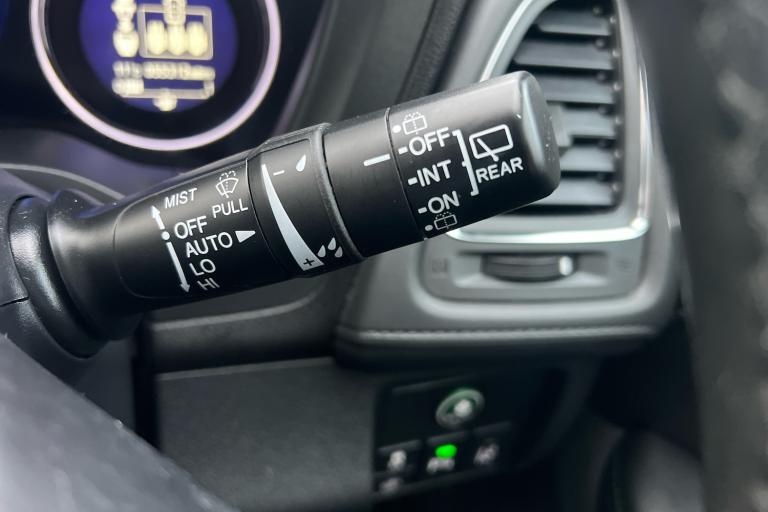 MIST
PULL
OFF
AUTO
LO
HI
-
+
OFF
INT
ON
REAR